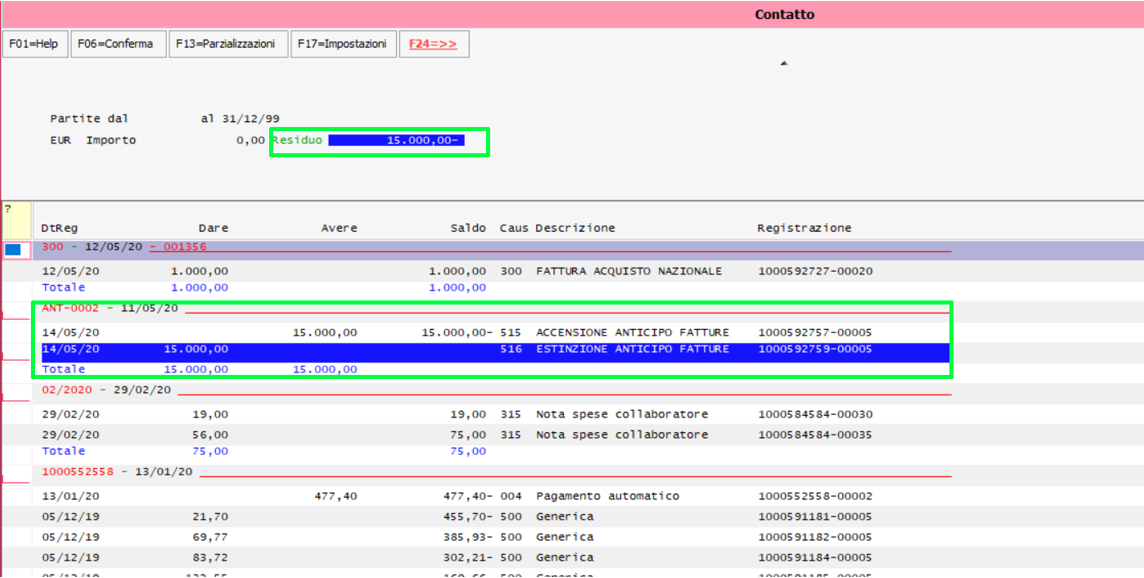 Contatto
F01=Help F06=Conferma F13=Parzializzazioni F17=Impostazioni F24=>>
Partite dal al 31/12/99
EUR Importo 0,00 Residuo 15.000,00-
?
DtReg Dare Avere Saldo Caus Descrizione Registrazione
300 - 12/05/20 - 001356
12/05/20 1.000,00 1.000,00 300 FATTURA ACQUISTO NAZIONALE 1000592727-00020
Totale 1.000,00 1.000,00
ANT-0002 - 11/05/20
14/05/20 15.000,00 15.000,00- 515 ACCENSIONE ANTICIPO FATTURE 1000592757-00005
14/05/20 15.000,00 516 ESTINZIONE ANTICIPO FATTURE 1000592759-00005
Totale 15.000,00 15.000,00
02/2020 - 29/02/20
29/02/20 19,00 19,00 315 Nota spese collaboratore 1000584584-00030
29/02/20 56,00 75,00 315 Nota spese collaboratore 1000584584-00035
Totale 75,00 75,00
1000552558 - 13/01/20
13/01/20 477,40 477,40- 004 Pagamento automatico 1000552558-00002
05/12/19 21,70 455,70- 500 Generica 1000591181-00005
05/12/19 69,77 385,93- 500 Generica 1000591182-00005
05/12/19 83,72 302,21- 500 Generica 1000591184-00005